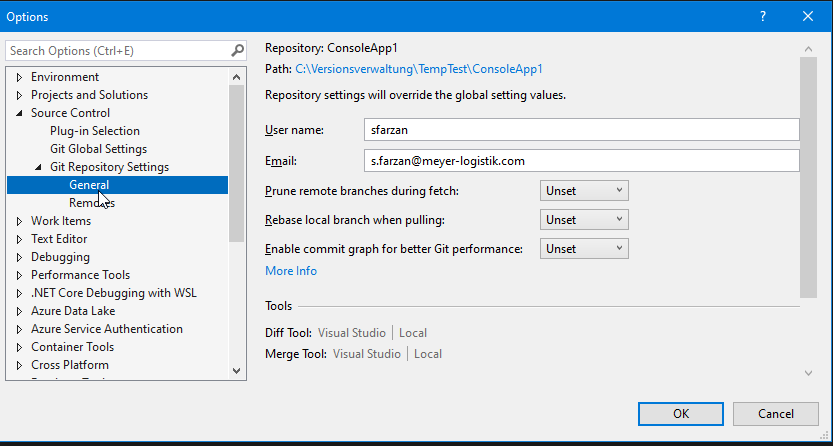 Options
?
Search Options (Ctrl+E)
Environment
Projects and Solutions
Source Control
Plug-in Selection
Git Global Settings
Git Repository Settings
General
Remotes
Work Items
Text Editor
Debugging
Performance Tools
.NET Core Debugging with WSL
Azure Data Lake
Azure Service Authentication
Container Tools
Cross Platform
Repository: ConsoleApp1
Path: C:\Versionsverwaltung\TempTest\ConsoleApp1
Repository settings will override the global setting values.
User name: sfarzan
Email: s.farzan@meyer-logistik.com
Prune remote branches during fetch: Unset
Rebase local branch when pulling: Unset
Enable commit graph for better Git performance: Unset
More Info
Tools
Diff Tool: Visual Studio | Local
Merge Tool: Visual Studio | Local
OK Cancel